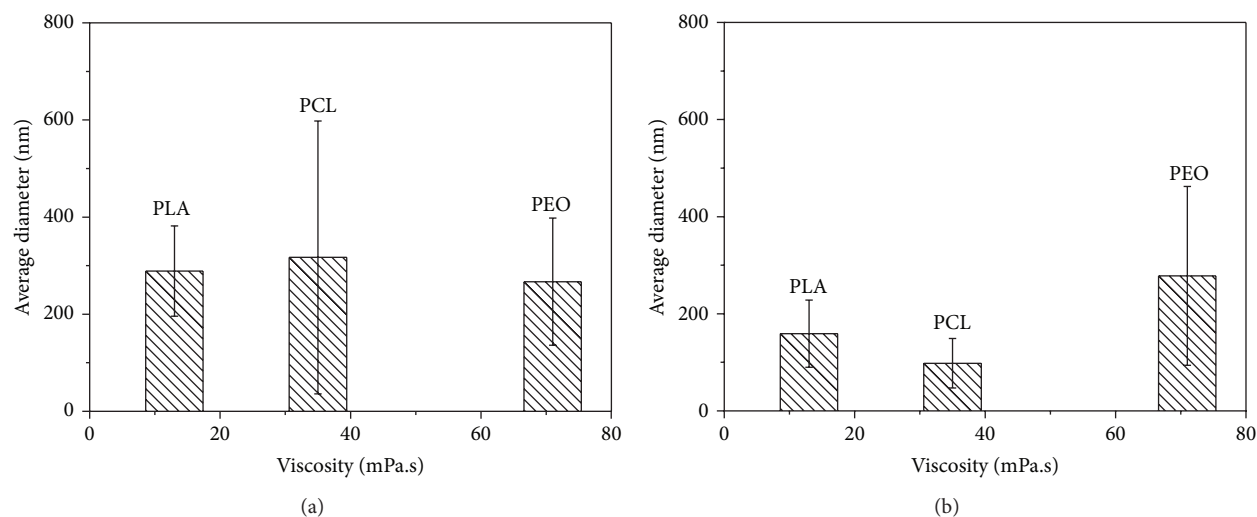 800
600
400
200
0
Average diameter (nm)
PLA
PCL
PEO
0 20 40 60 80
Viscosity (mPa.s)
(a)
800
600
400
200
0
Average diameter (nm)
PLA
PCL
PEO
0 20 40 60 80
Viscosity (mPa.s)
(b)